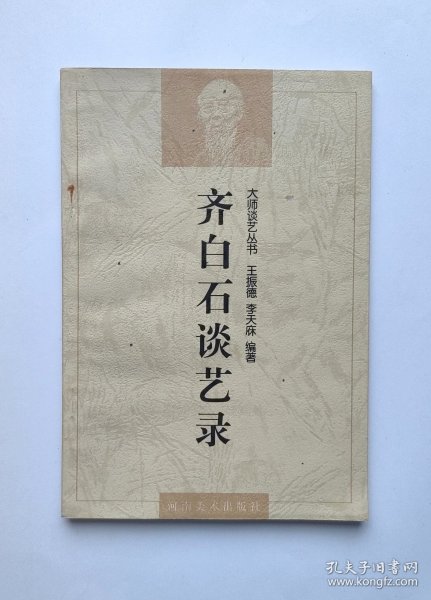 齐白石谈艺录
大师谈艺丛书 王振德 李天庥 编著
河南美术出版社
孔夫子旧书网
www.kongfz.com